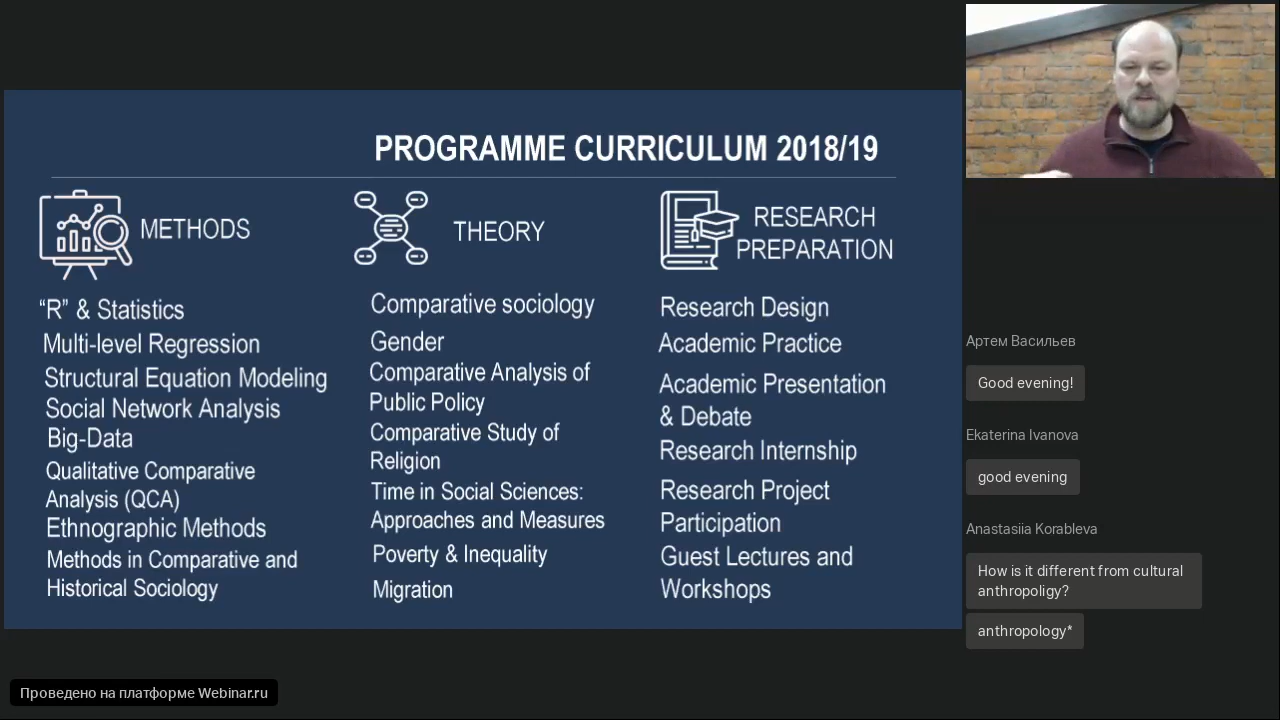 PROGRAMME CURRICULUM 2018/19
METHODS
"R" & Statistics
Multi-level Regression
Structural Equation Modeling
Social Network Analysis
Big-Data
Qualitative Comparative
Analysis (QCA)
Ethnographic Methods
Methods in Comparative and
Historical Sociology
THEORY
Comparative sociology
Gender
Comparative Analysis of
Public Policy
Comparative Study of
Religion
Time in Social Sciences:
Approaches and Measures
Poverty & Inequality
Migration
RESEARCH
PREPARATION
Research Design
Academic Practice
Academic Presentation
& Debate
Research Internship
Research Project
Participation
Guest Lectures and
Workshops
Артем Васильев
Good evening!
Ekaterina Ivanova
good evening
Anastasiia Korableva
How is it different from cultural
anthropoligy?
anthropology*
Проведено на платформе Webinar.ru